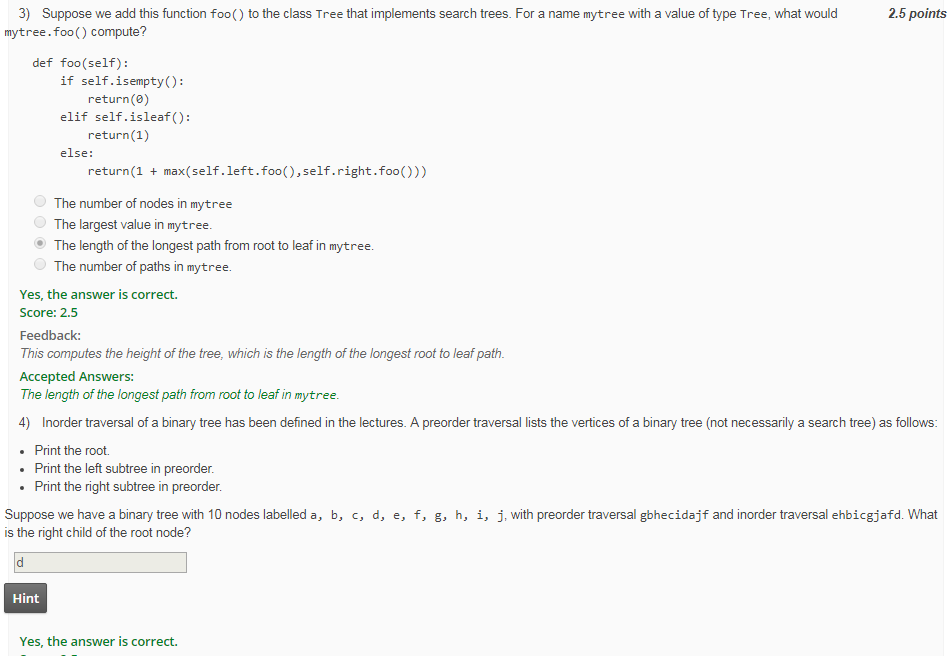 3) Suppose we add this function foo() to the class Tree that implements search trees. For a name mytree with a value of type Tree, what would 2.5 points
mytree.foo() compute?
def foo(self):
if self.isempty():
return(0)
elif self.isleaf():
return(1)
else:
return(1 + max(self.left.foo(),self.right.foo()))
The number of nodes in mytree
The largest value in mytree.
The length of the longest path from root to leaf in mytree.
The number of paths in mytree.
Yes, the answer is correct.
Score: 2.5
Feedback:
This computes the height of the tree, which is the length of the longest root to leaf path.
Accepted Answers:
The length of the longest path from root to leaf in mytree.
4) Inorder traversal of a binary tree has been defined in the lectures. A preorder traversal lists the vertices of a binary tree (not necessarily a search tree) as follows:
• Print the root.
• Print the left subtree in preorder.
• Print the right subtree in preorder.
Suppose we have a binary tree with 10 nodes labelled a, b, c, d, e, f, g, h, i, j, with preorder traversal gbhecidajf and inorder traversal ehbicgjafd. What
is the right child of the root node?
d
Hint
Yes, the answer is correct.